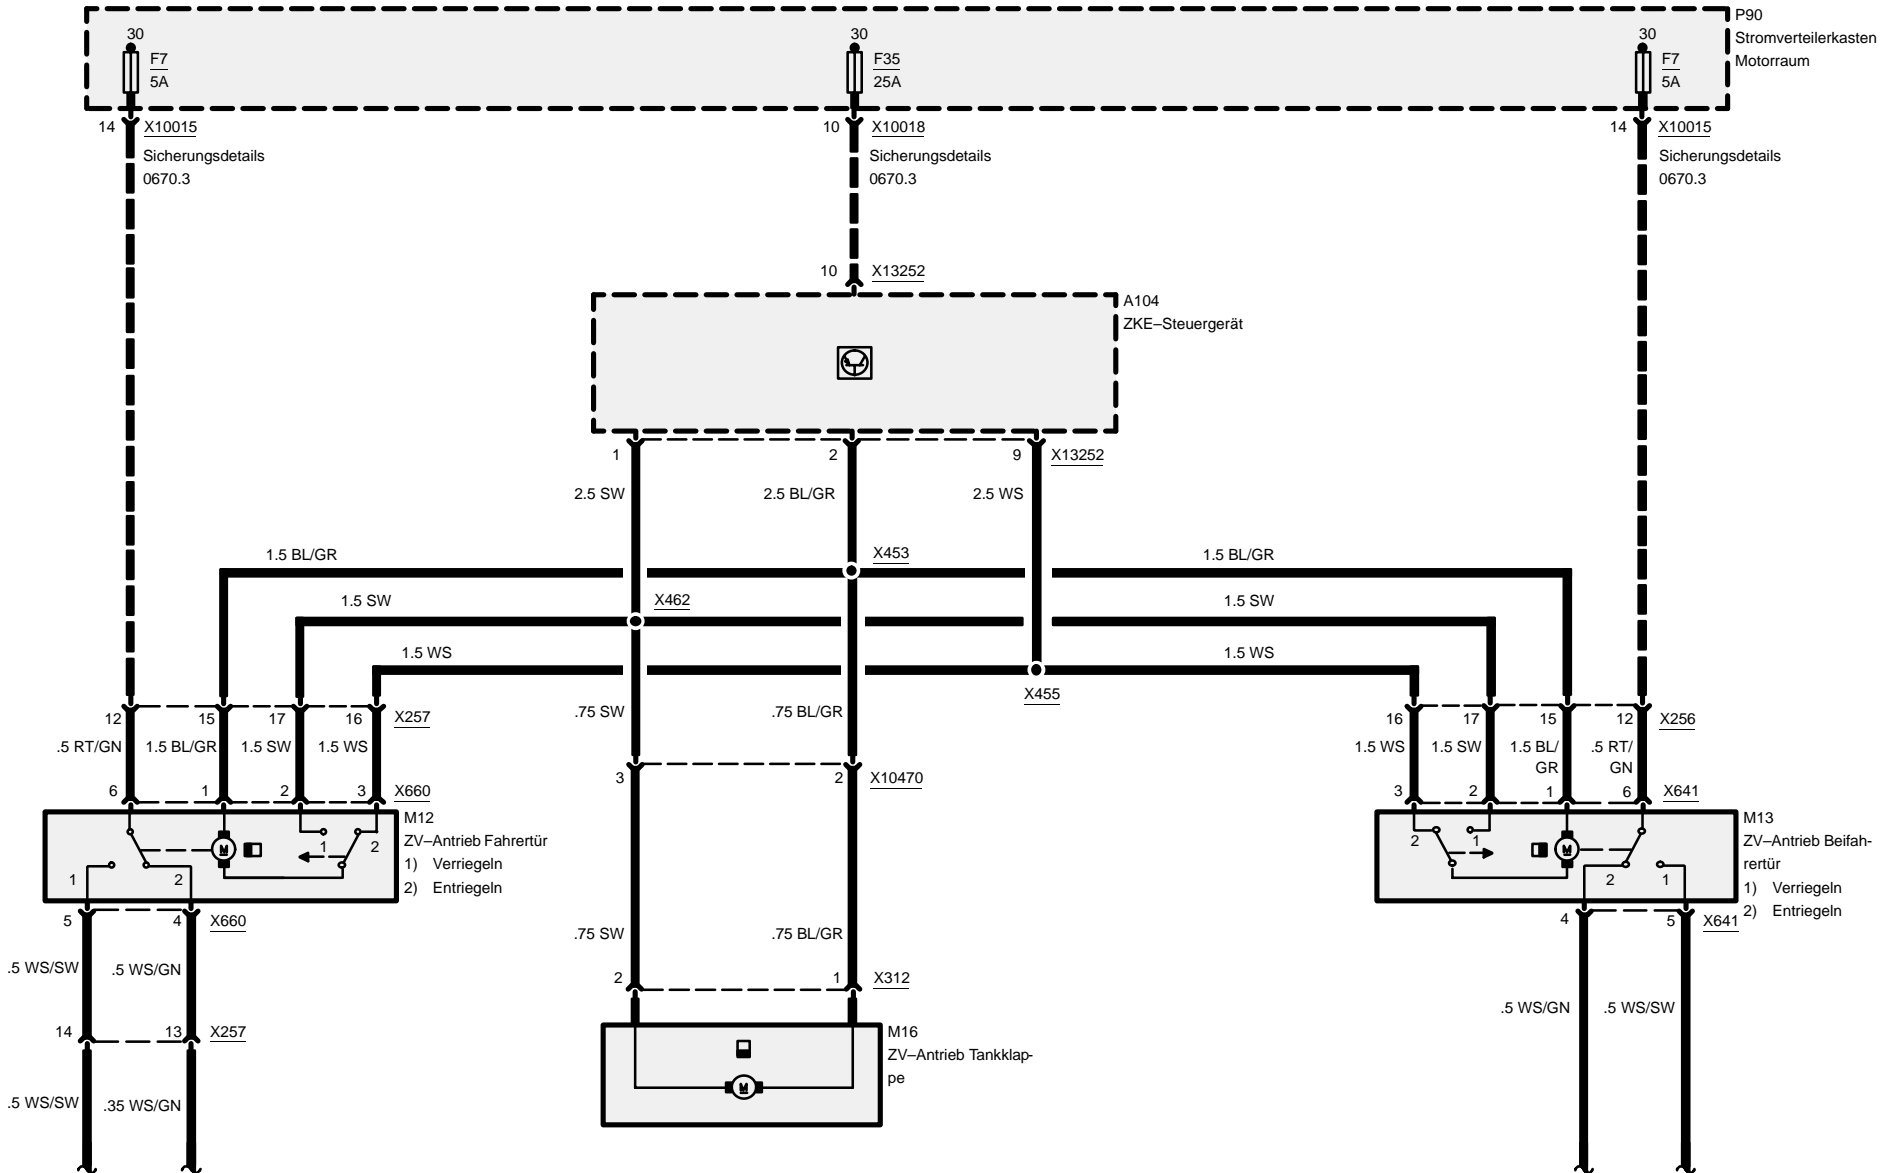 P90
Stromverteilerkasten
Motorraum
30
F7
5A
30
F35
25A
30
F7
5A
14 X10015
Sicherungsdetails
0670.3
10 X10018
Sicherungsdetails
0670.3
14 X10015
Sicherungsdetails
0670.3
10 X13252
A104
ZKE–Steuergerät
1 2 9 X13252
2.5 SW 2.5 BL/GR 2.5 WS
1.5 BL/GR X453 1.5 BL/GR
1.5 SW X462 1.5 SW
1.5 WS 1.5 WS
X455
.75 SW .75 BL/GR
12 15 17 16 X257
.5 RT/GN 1.5 BL/GR 1.5 SW 1.5 WS
6 1 2 3 X660
3 2 X10470
16 17 15 12 X256
1.5 WS 1.5 SW 1.5 BL/
GR
.5 RT/
GN
3 2 1 6 X641
M12
ZV–Antrieb Fahrertür
1) Verriegeln
2) Entriegeln
M
1 2
1 2
5 4 X660
.5 WS/SW .5 WS/GN
14 13 X257
.5 WS/SW .35 WS/GN
.75 SW .75 BL/GR
2 1 X312
M16
ZV–Antrieb Tankklap-
pe
M
M13
ZV–Antrieb Beifah-
rertür
1) Verriegeln
2) Entriegeln
2 1
M
2 1
4 5 X641
.5 WS/GN .5 WS/SW